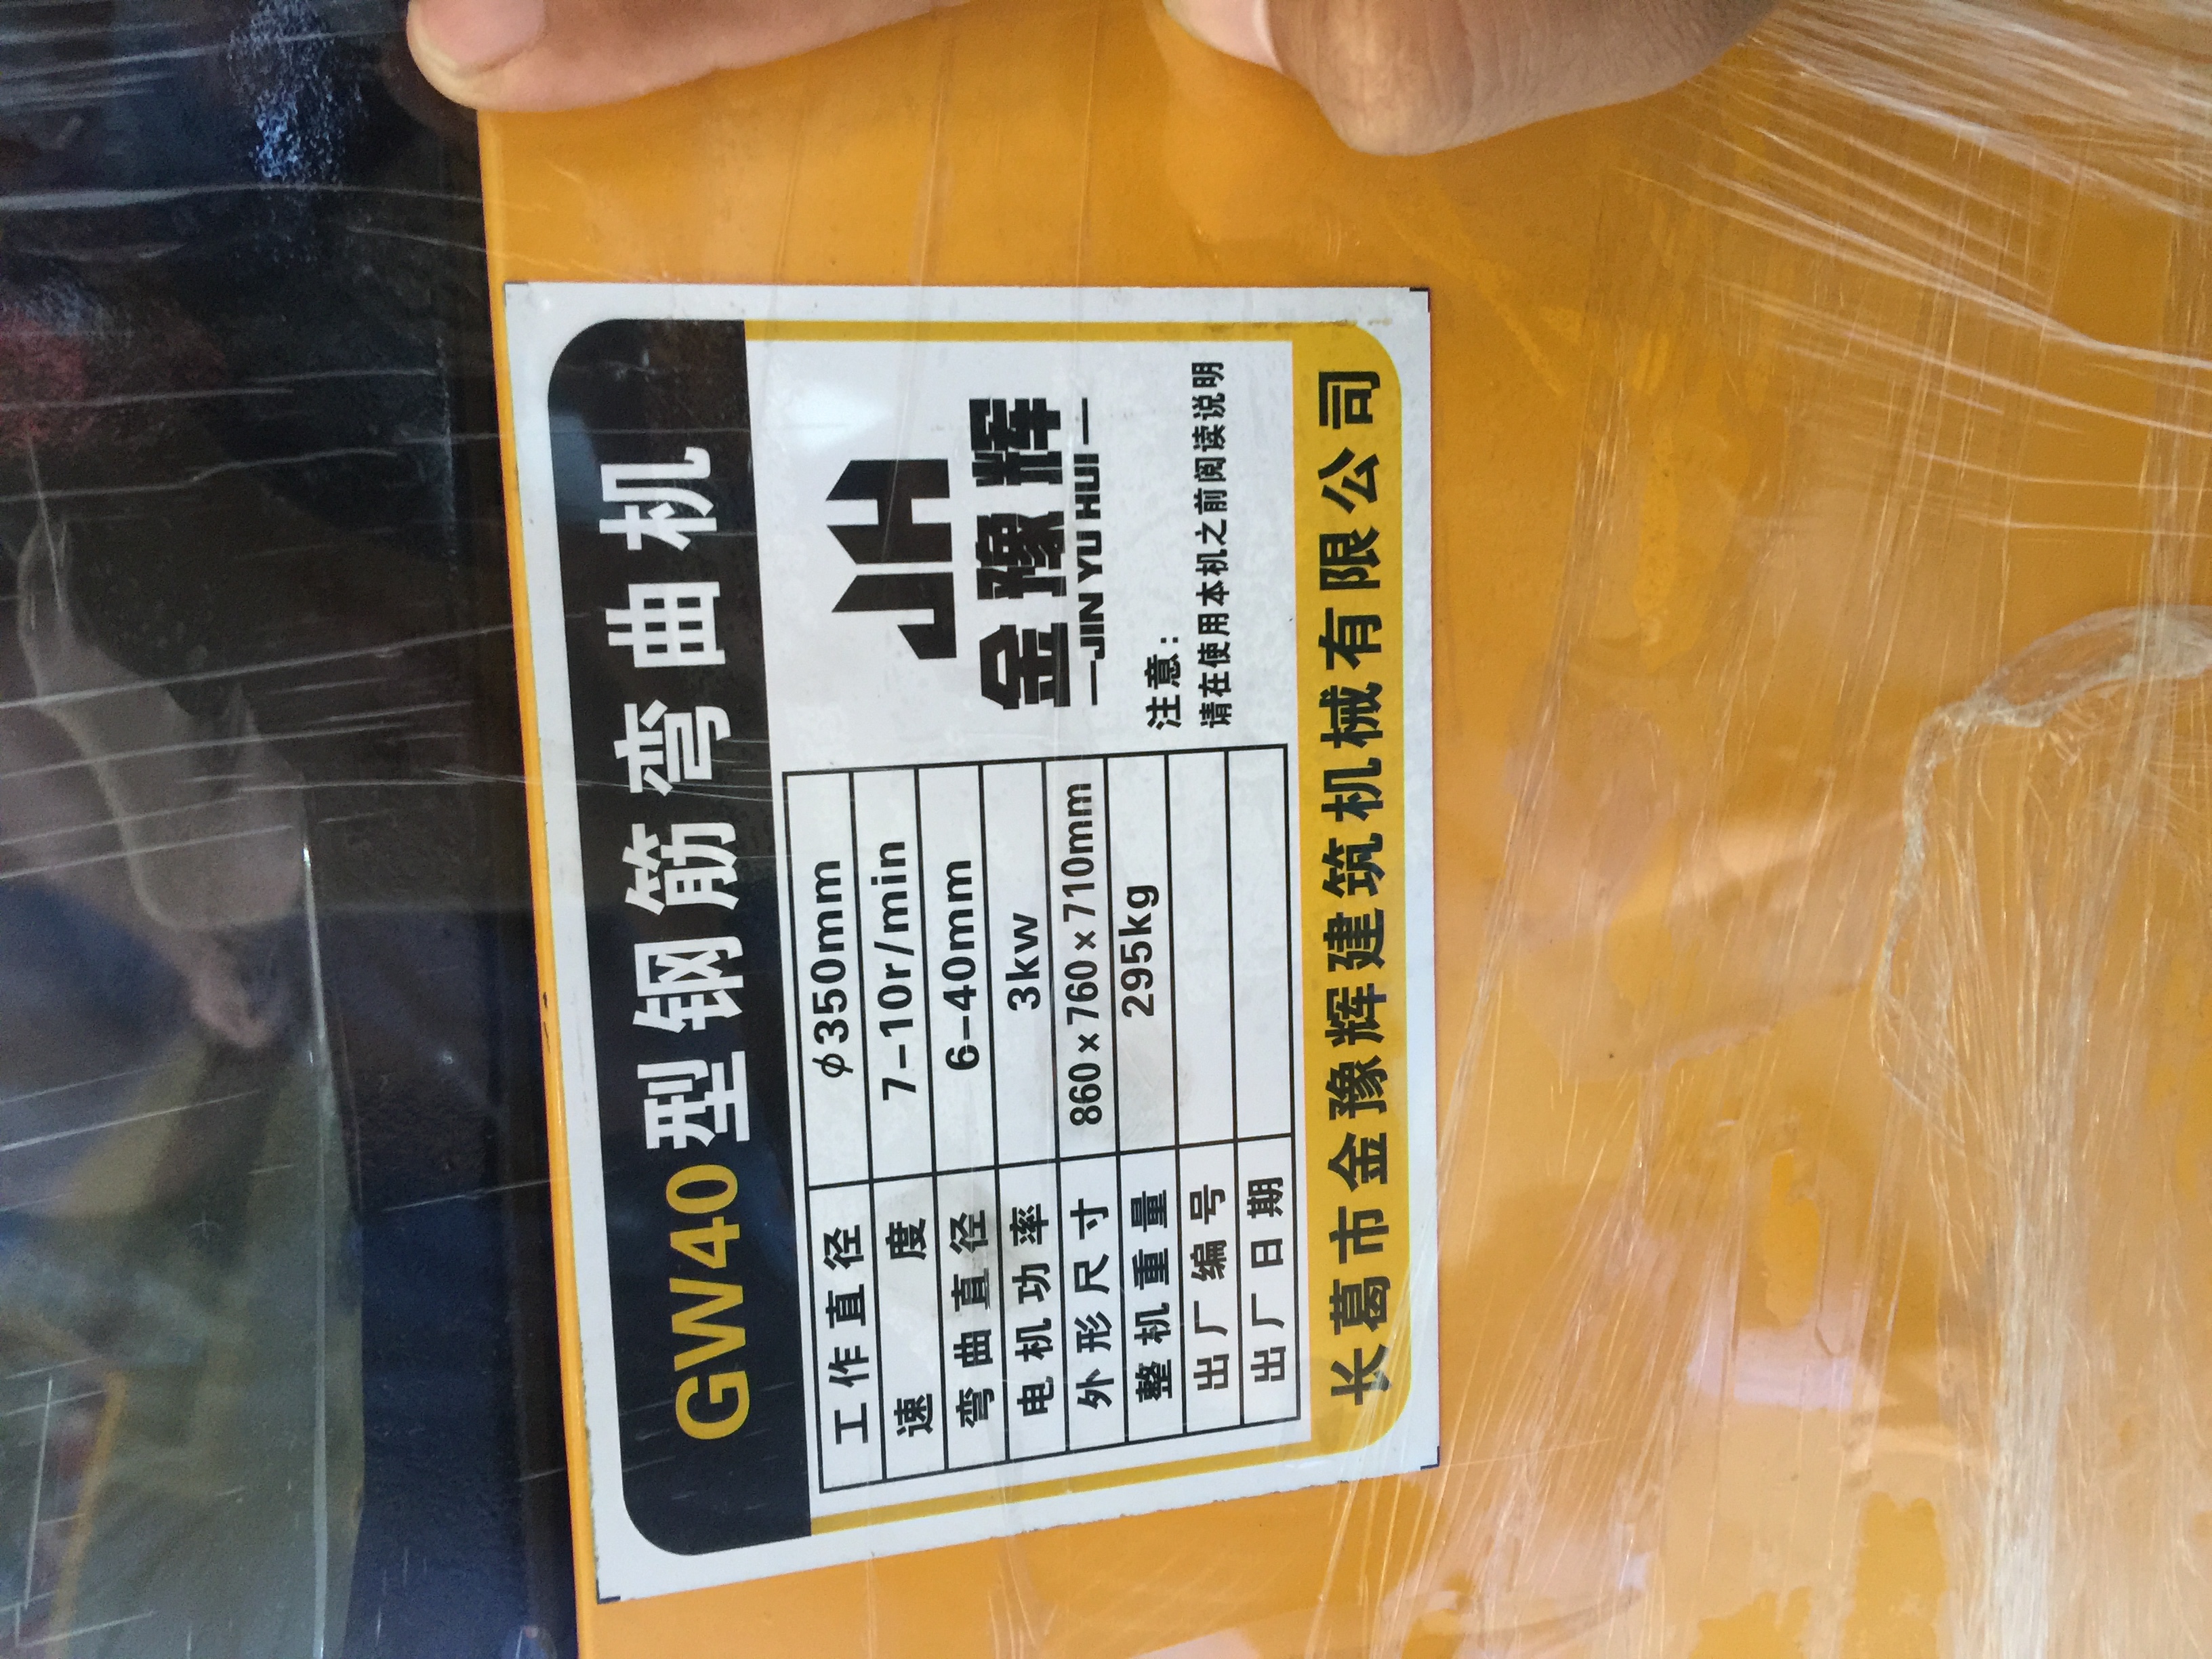 GW40型钢筋弯曲机
工作直径 φ350mm
速度 7-10r/min
弯曲直径 6-40mm
电机功率 3kw
外形尺寸 860×760×710mm
整机重量 295kg
出厂编号
出厂日期
JH
金豫辉
JIN YU HUI
注意：
请在使用本机之前阅读说明
长葛市金豫辉建筑机械有限公司